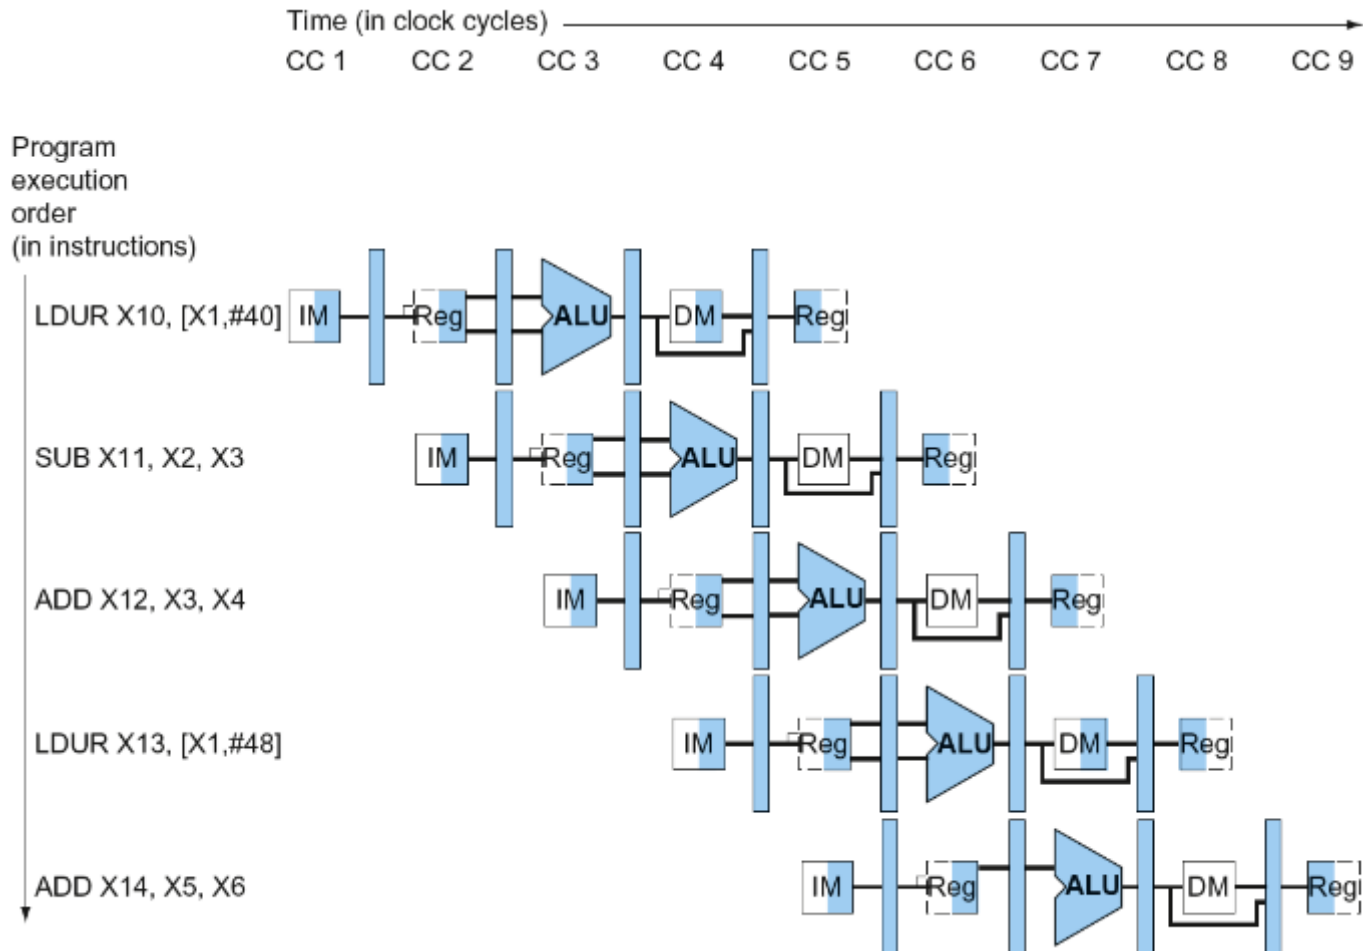 Time (in clock cycles)
CC 1 CC 2 CC 3 CC 4 CC 5 CC 6 CC 7 CC 8 CC 9
Program
execution
order
(in instructions)
LDUR X10, [X1,#40] IM Reg ALU DM Reg
SUB X11, X2, X3 IM Reg ALU DM Reg
ADD X12, X3, X4 IM Reg ALU DM Reg
LDUR X13, [X1,#48] IM Reg ALU DM Reg
ADD X14, X5, X6 IM Reg ALU DM Reg